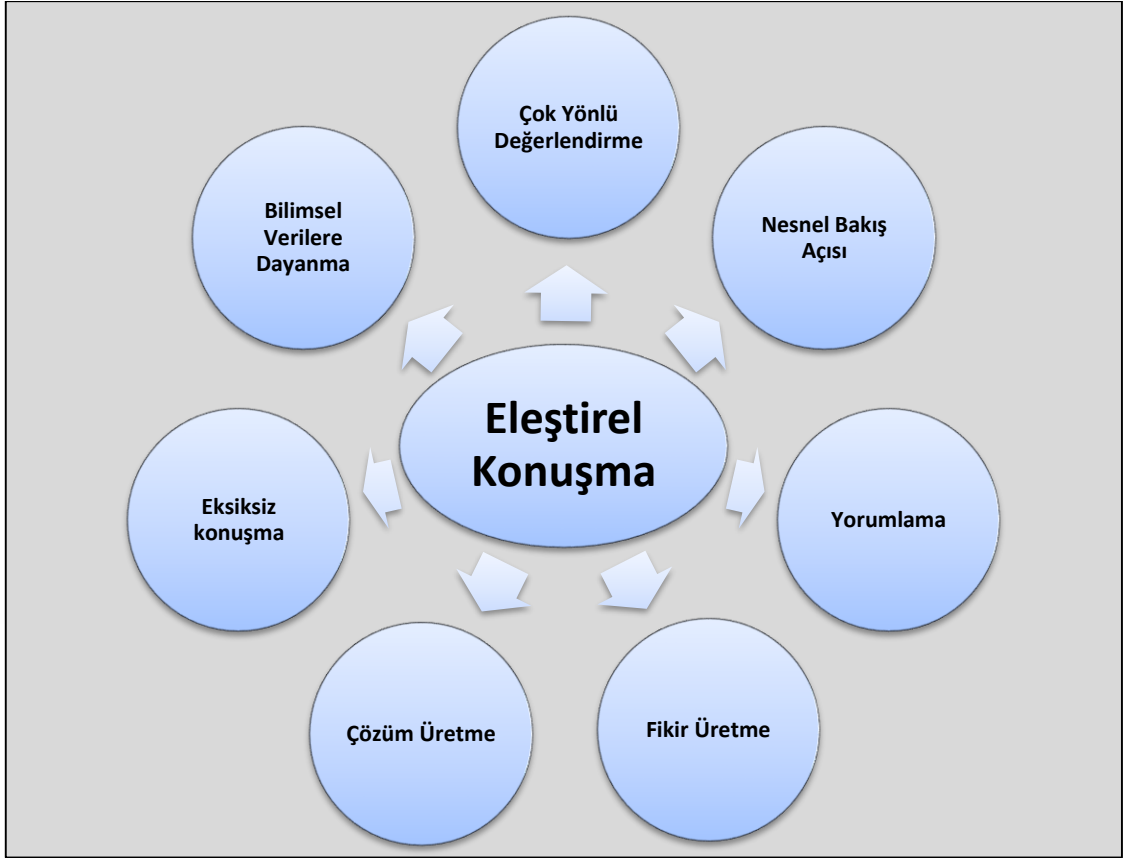 Çok Yönlü
Değerlendirme
Nesnel Bakış
Açısı
Yorumlama
Fikir Üretme
Çözüm Üretme
Eksiksiz
konuşma
Bilimsel
Verilere
Dayanma
Eleştirel
Konuşma